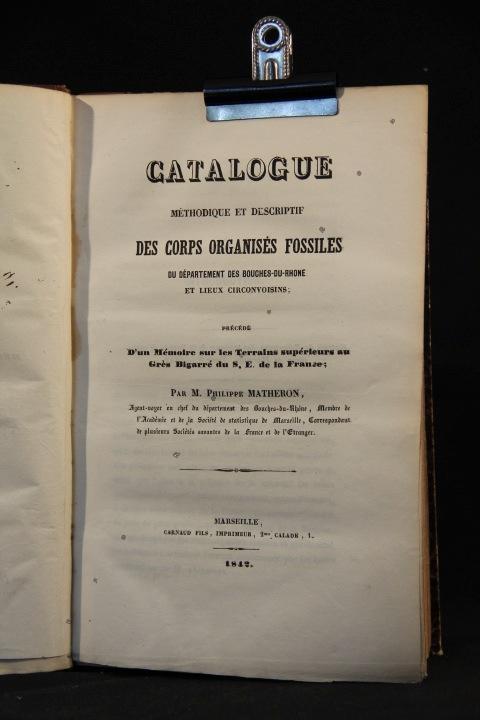 CATALOGUE
MÉTHODIQUE ET DESCRIPTIF
DES CORPS ORGANISÉS FOSSILES
DU DÉPARTEMENT DES BOUCHES-DU-RHONE
ET LIEUX CIRCONVOISINS;
PRÉCÉDÉ
D'un Mémoire sur les Terrains supérieurs au
Grès Bigarré du S. E. de la France;
PAR M. PHILIPPE MATHERON,
Agent-voyer en chef du département des Bouches-du-Rhône, Membre de
l'Académie et de la Société de statistique de Marseille, Correspondant
de plusieurs Sociétés savantes de la France et de l'Etranger.
MARSEILLE,
CARNAUD FILS, IMPRIMEUR, 2me CALADE, 1.
1842.